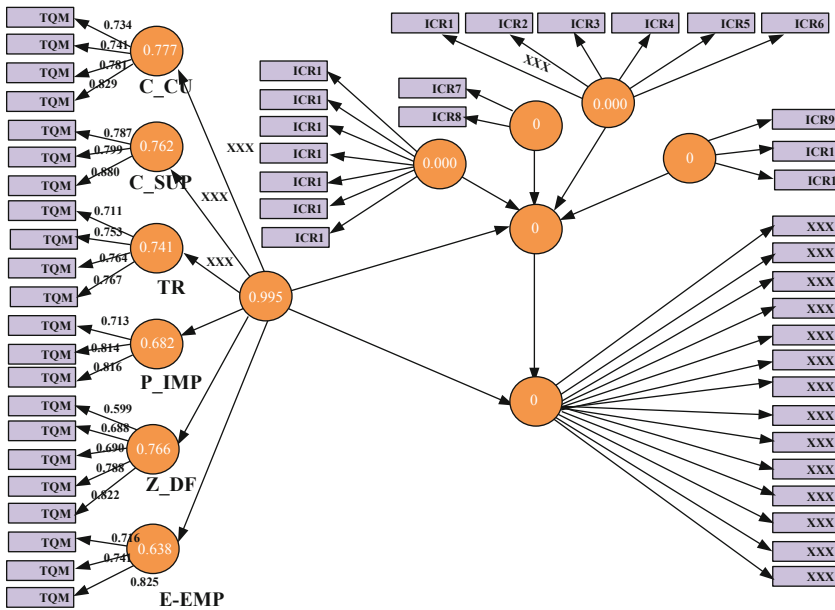 TQM
TQM
TQM
TQM
0.734
0.741
0.781
0.829
0.777
C_CU
TQM
TQM
TQM
0.787
0.799
0.880
0.762
C_SUP
TQM
TQM
TQM
TQM
0.711
0.753
0.764
0.767
0.741
TR
TQM
TQM
TQM
0.713
0.814
0.816
0.682
P_IMP
TQM
TQM
TQM
TQM
TQM
0.599
0.688
0.690
0.788
0.822
0.766
Z_DF
TQM
TQM
TQM
0.716
0.741
0.825
0.638
E-EMP
XXX
XXX
XXX
0.995
ICR1
ICR1
ICR1
ICR1
ICR1
ICR1
ICR1
0.000
ICR7
ICR8
0
ICR1
ICR2
ICR3
ICR4
ICR5
ICR6
XXX
0.000
0
ICR9
ICR1
ICR1
0
0
XXX
XXX
XXX
XXX
XXX
XXX
XXX
XXX
XXX
XXX
XXX
XXX
XXX
XXX